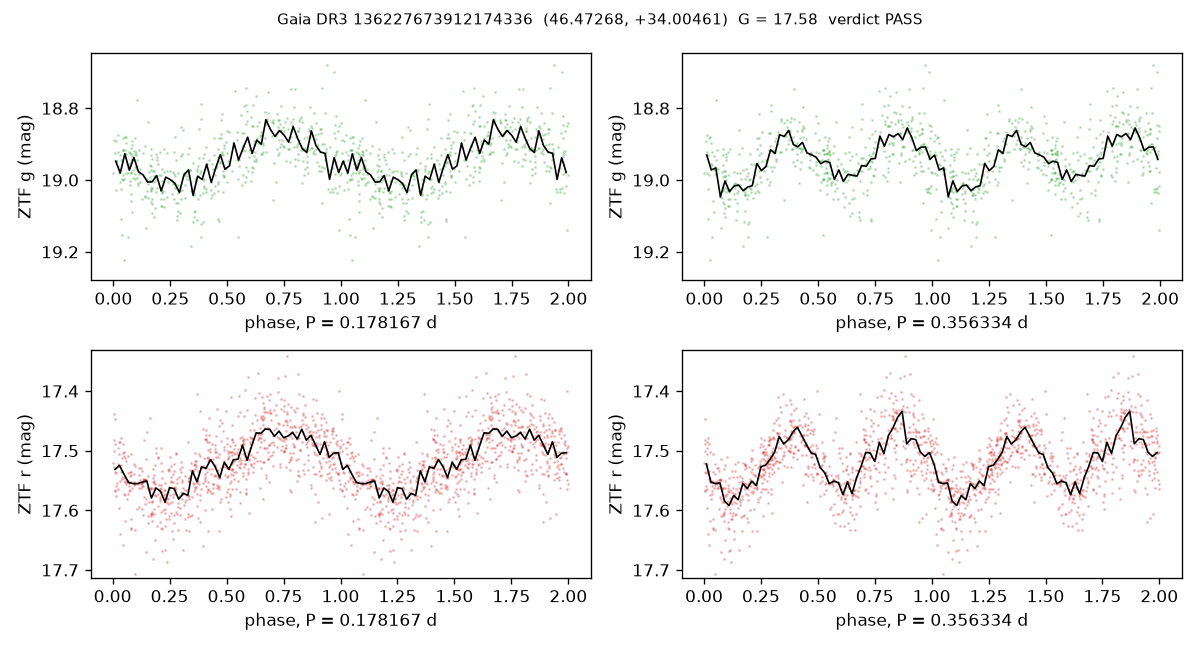 Gaia DR3 136227673912174336 (46.47268, +34.00461) G = 17.58 verdict PASS
ZTF g (mag)
18.8
19.0
19.2
0.00 0.25 0.50 0.75 1.00 1.25 1.50 1.75 2.00
phase, P = 0.178167 d
ZTF g (mag)
18.8
19.0
19.2
0.00 0.25 0.50 0.75 1.00 1.25 1.50 1.75 2.00
phase, P = 0.356334 d
ZTF r (mag)
17.4
17.5
17.6
17.7
0.00 0.25 0.50 0.75 1.00 1.25 1.50 1.75 2.00
phase, P = 0.178167 d
ZTF r (mag)
17.4
17.5
17.6
17.7
0.00 0.25 0.50 0.75 1.00 1.25 1.50 1.75 2.00
phase, P = 0.356334 d